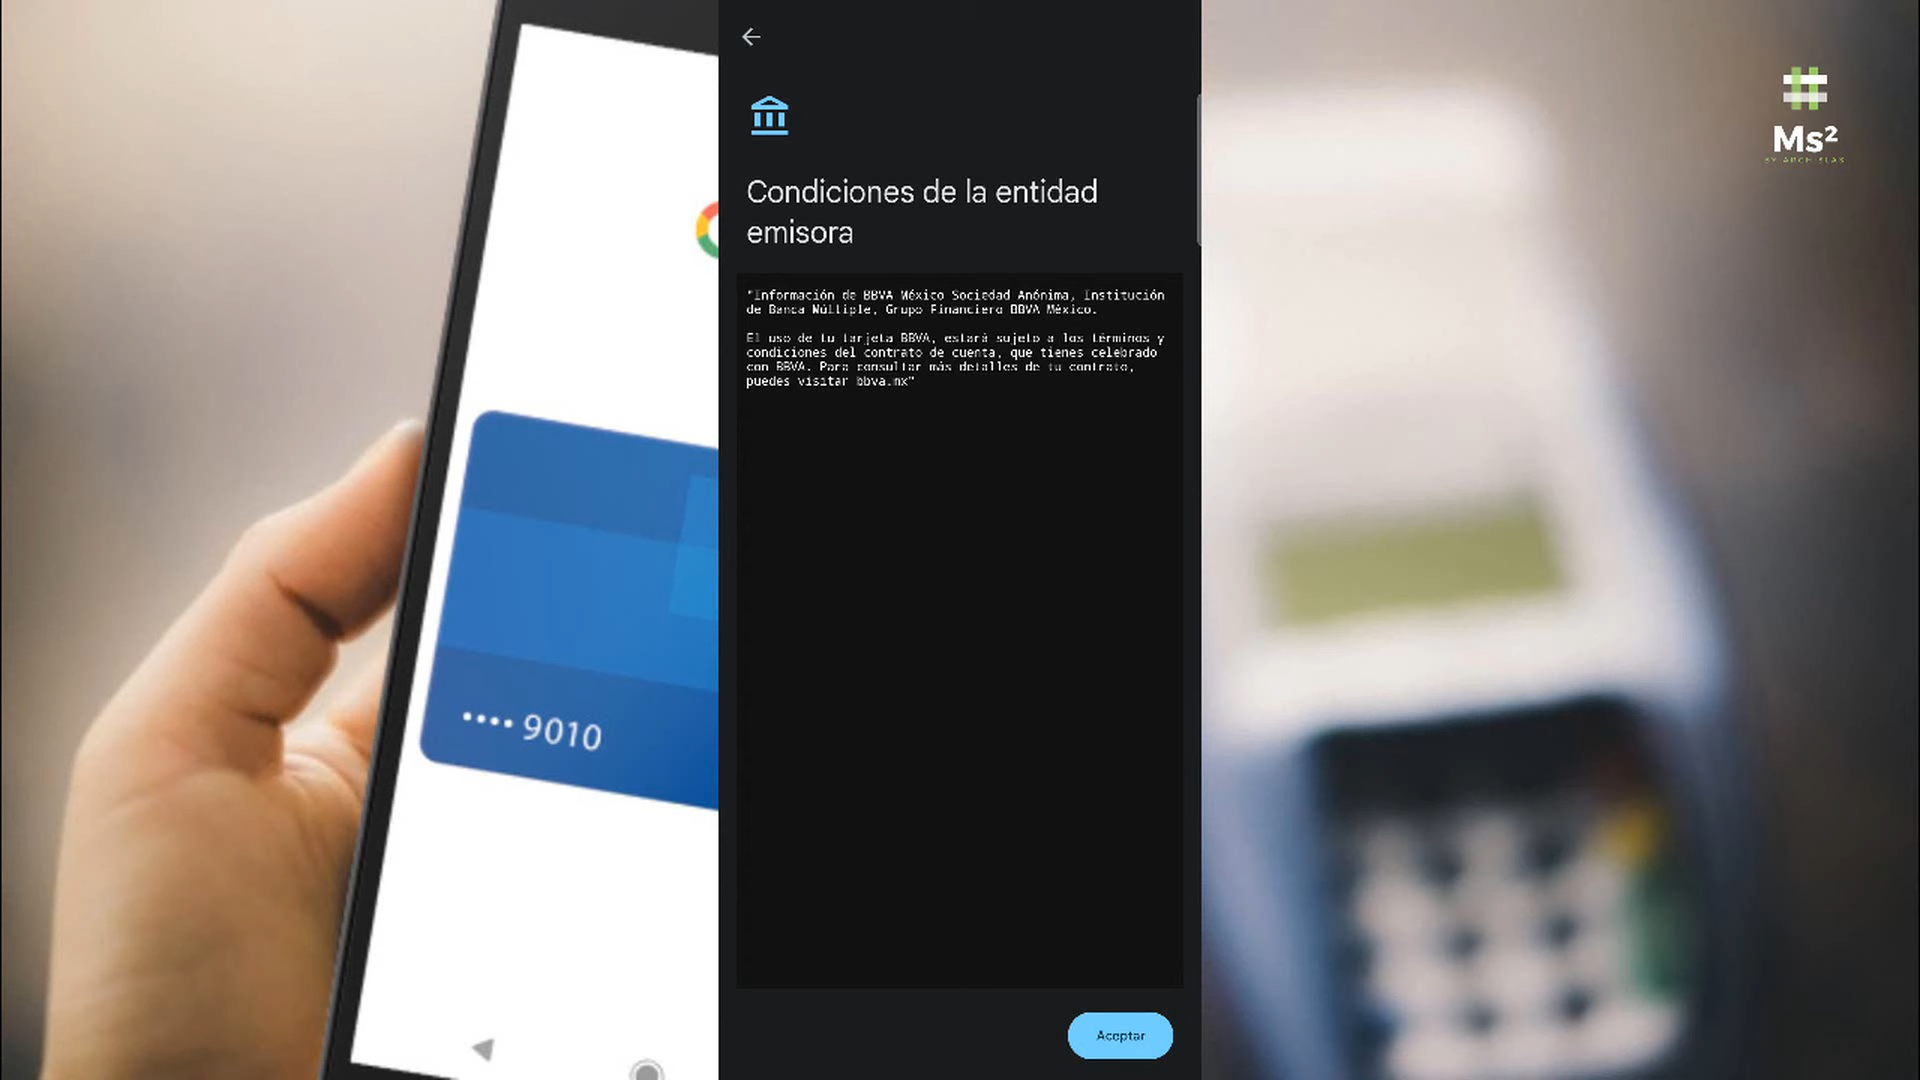 Condiciones de la entidad
emisora
"Información de BBVA México Sociedad Anónima, Institución
de Banca Múltiple, Grupo Financiero BBVA México.
El uso de tu tarjeta BBVA, estará sujeto a los términos y
condiciones del contrato de cuenta, que tienes celebrado
con BBVA. Para consultar más detalles de tu contrato,
puedes visitar bbva.mx"
Aceptar
•••• 9010
Ms²
BY ARCHISLAS